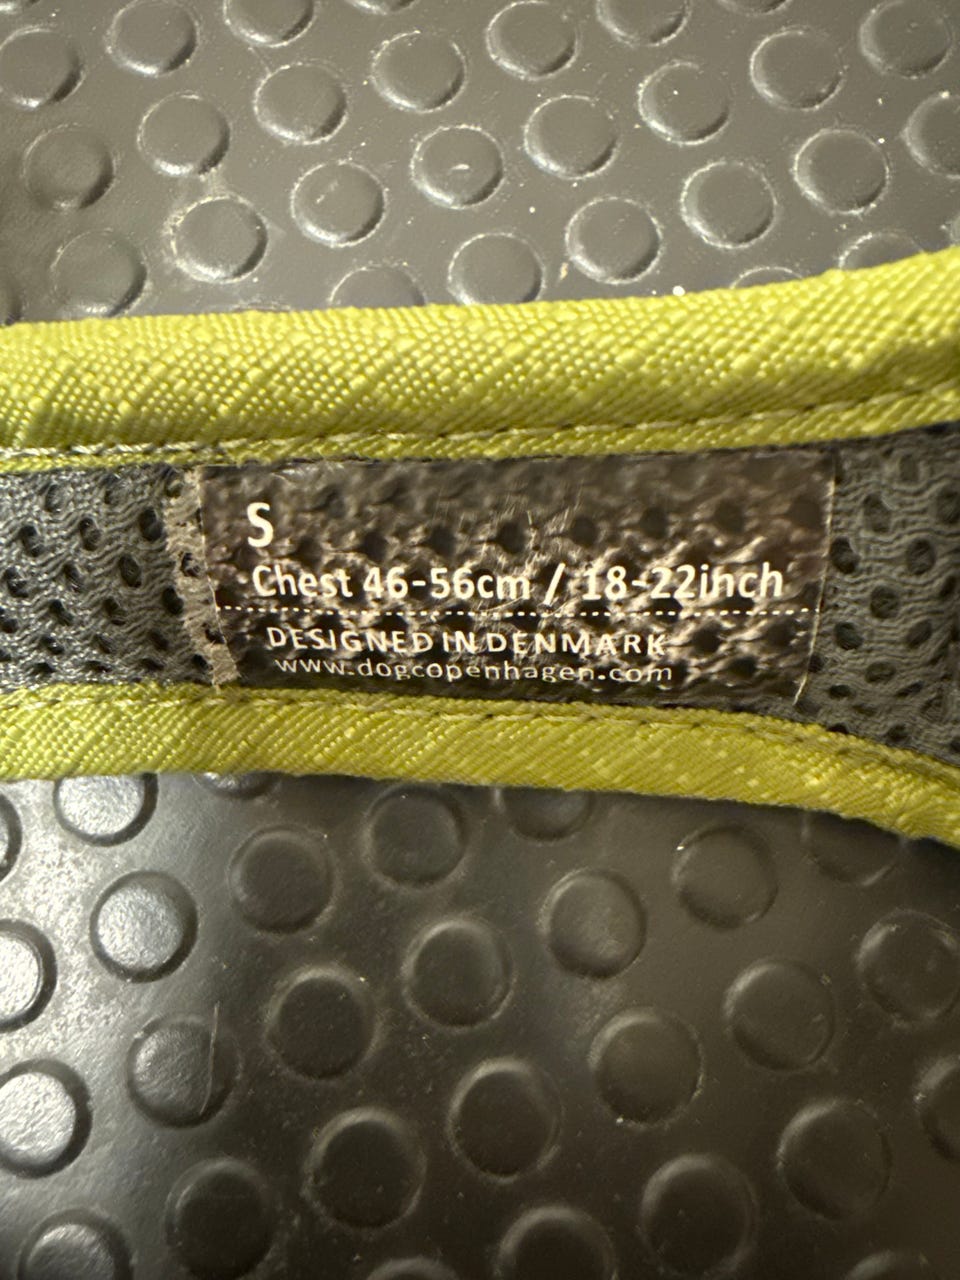 S
Chest 46-56cm / 18-22inch
DESIGNED IN DENMARK
www.dogcopenhagen.com